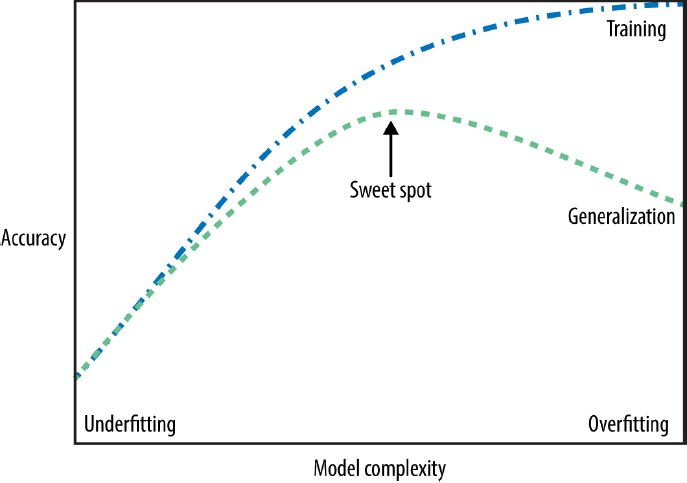 Training
Sweet spot
Generalization
Accuracy
Underfitting
Overfitting
Model complexity